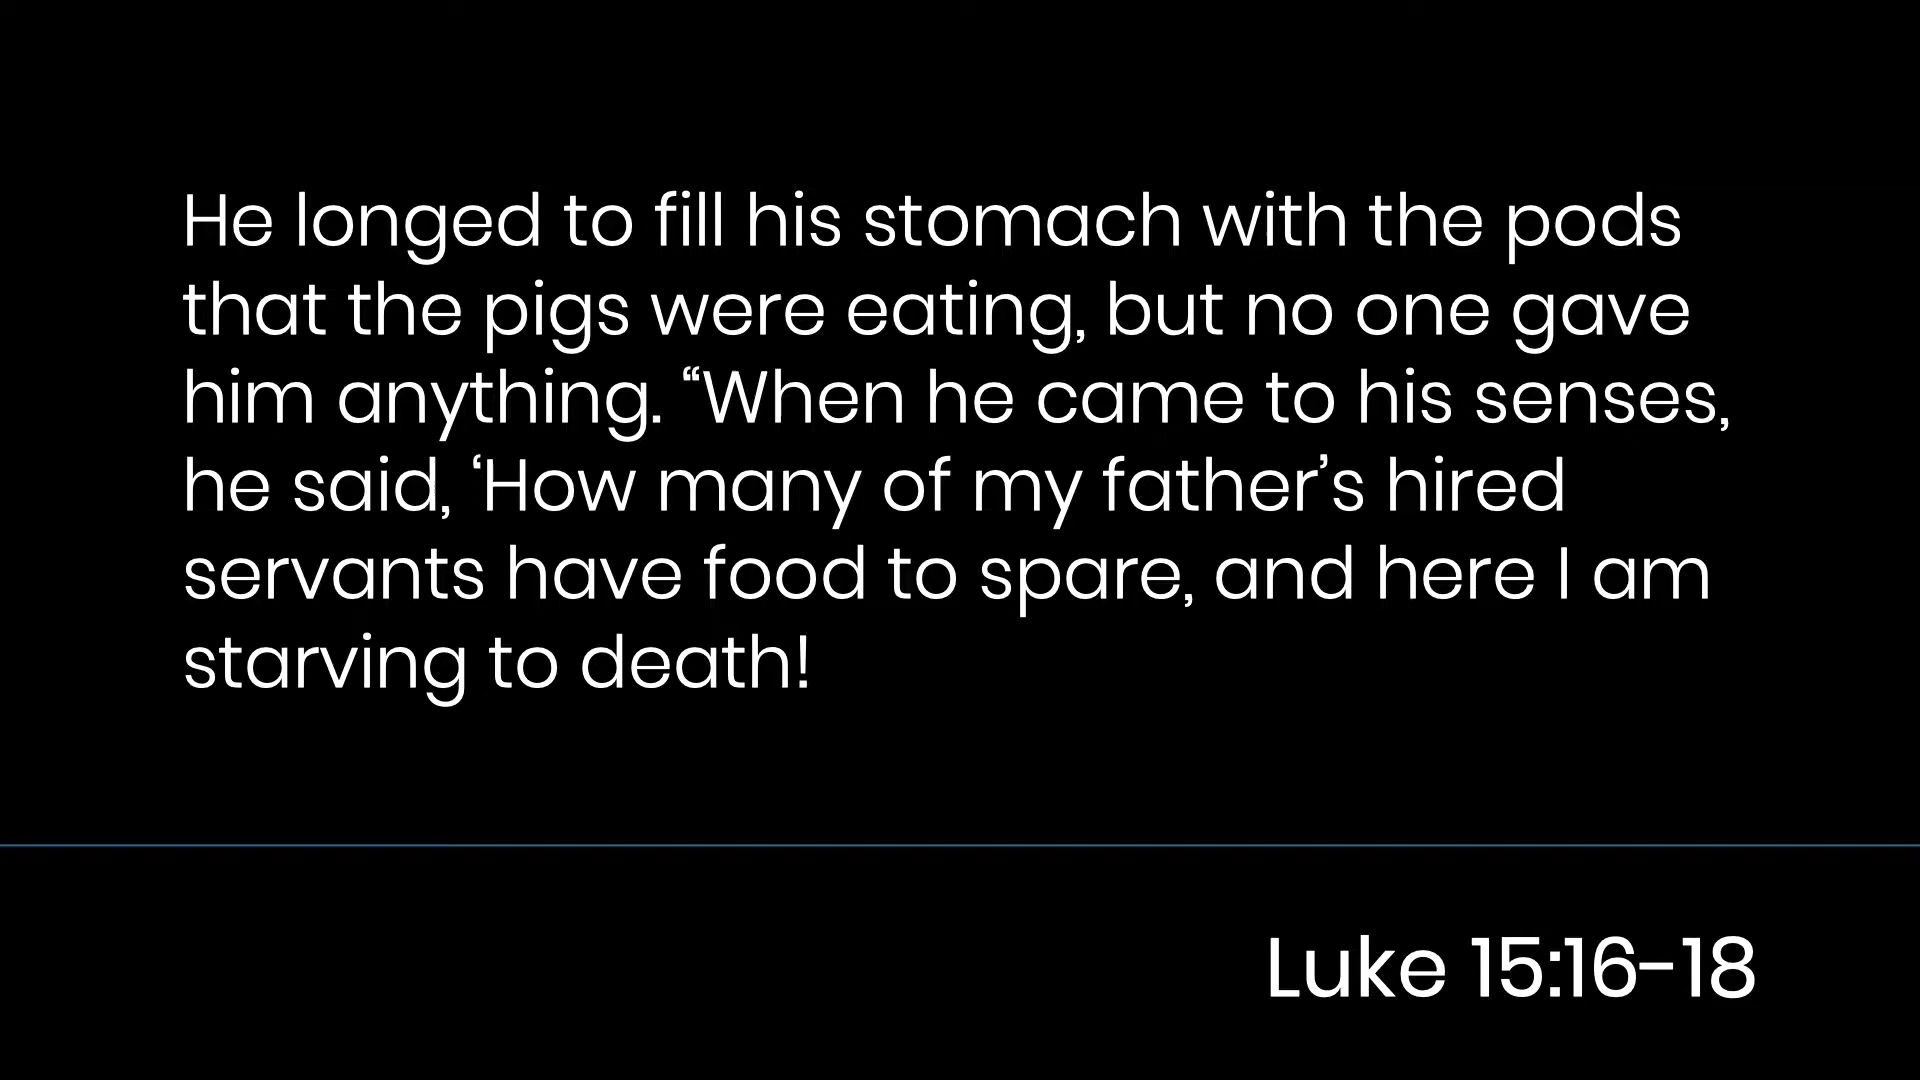 He longed to fill his stomach with the pods
that the pigs were eating, but no one gave
him anything. “When he came to his senses,
he said, ‘How many of my father’s hired
servants have food to spare, and here I am
starving to death!
Luke 15:16-18